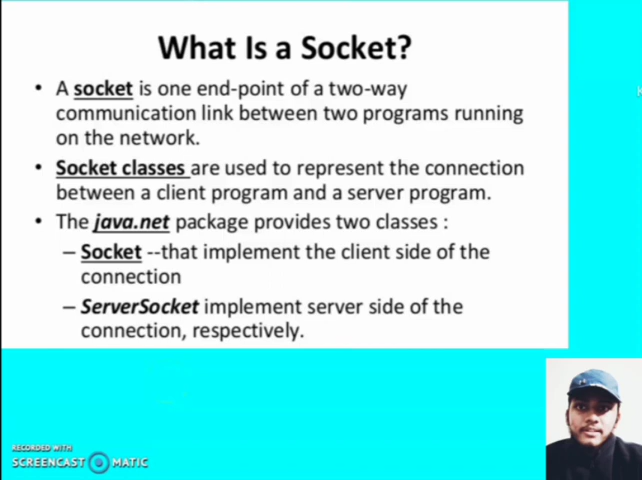 What Is a Socket?
• A socket is one end-point of a two-way
communication link between two programs running
on the network.
• Socket classes are used to represent the connection
between a client program and a server program.
• The java.net package provides two classes :
– Socket --that implement the client side of the
connection
– ServerSocket implement server side of the
connection, respectively.
RECORDED WITH
SCREENCAST MATIC